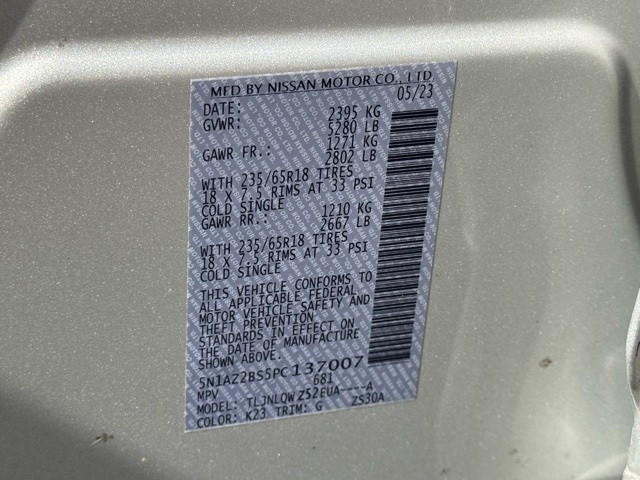 MFD BY NISSAN MOTOR CO., LTD
DATE: 05/23
GVWR: 2395 KG
5280 LB
GAWR FR.: 1271 KG
2802 LB
WITH 235/65R18 TIRES
18 X 7.5 RIMS AT 33 PSI
COLD SINGLE
GAWR RR.: 1210 KG
2667 LB
WITH 235/65R18 TIRES
18 X 7.5 RIMS AT 33 PSI
COLD SINGLE
THIS VEHICLE CONFORMS TO
ALL APPLICABLE FEDERAL
MOTOR VEHICLE SAFETY AND
THEFT PREVENTION
STANDARDS IN EFFECT ON
THE DATE OF MANUFACTURE
SHOWN ABOVE.
5N1AZ2BS5PC137007
MPV 681
MODEL: TLJNLQWZ52EUA----A
COLOR: K23 TRIM: G ZS30A